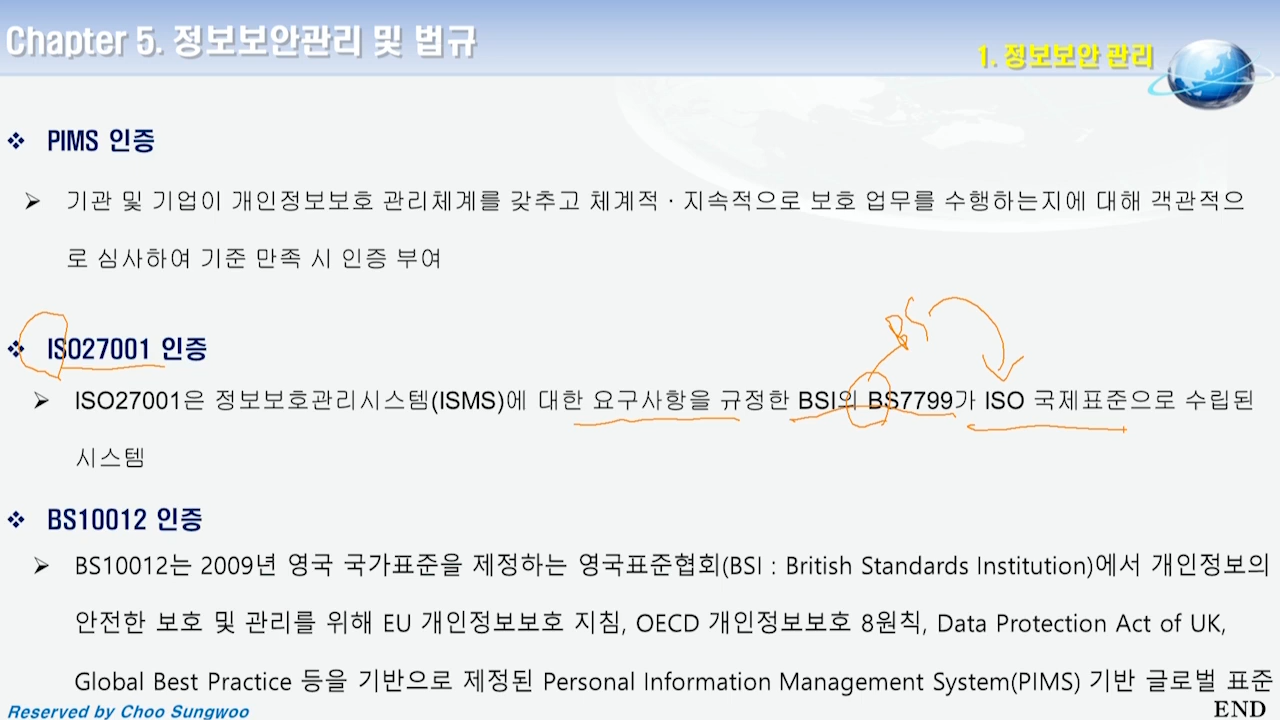 Chapter 5. 정보보안관리 및 법규
1. 정보보안 관리
❖ PIMS 인증
➢ 기관 및 기업이 개인정보보호 관리체계를 갖추고 체계적 · 지속적으로 보호 업무를 수행하는지에 대해 객관적으
로 심사하여 기준 만족 시 인증 부여
❖ ISO27001 인증
BS
➢ ISO27001은 정보보호관리시스템(ISMS)에 대한 요구사항을 규정한 BSI의 BS7799가 ISO 국제표준으로 수립된
시스템
❖ BS10012 인증
➢ BS10012는 2009년 영국 국가표준을 제정하는 영국표준협회(BSI : British Standards Institution)에서 개인정보의
안전한 보호 및 관리를 위해 EU 개인정보보호 지침, OECD 개인정보보호 8원칙, Data Protection Act of UK,
Global Best Practice 등을 기반으로 제정된 Personal Information Management System(PIMS) 기반 글로벌 표준
Reserved by Choo Sungwoo
END